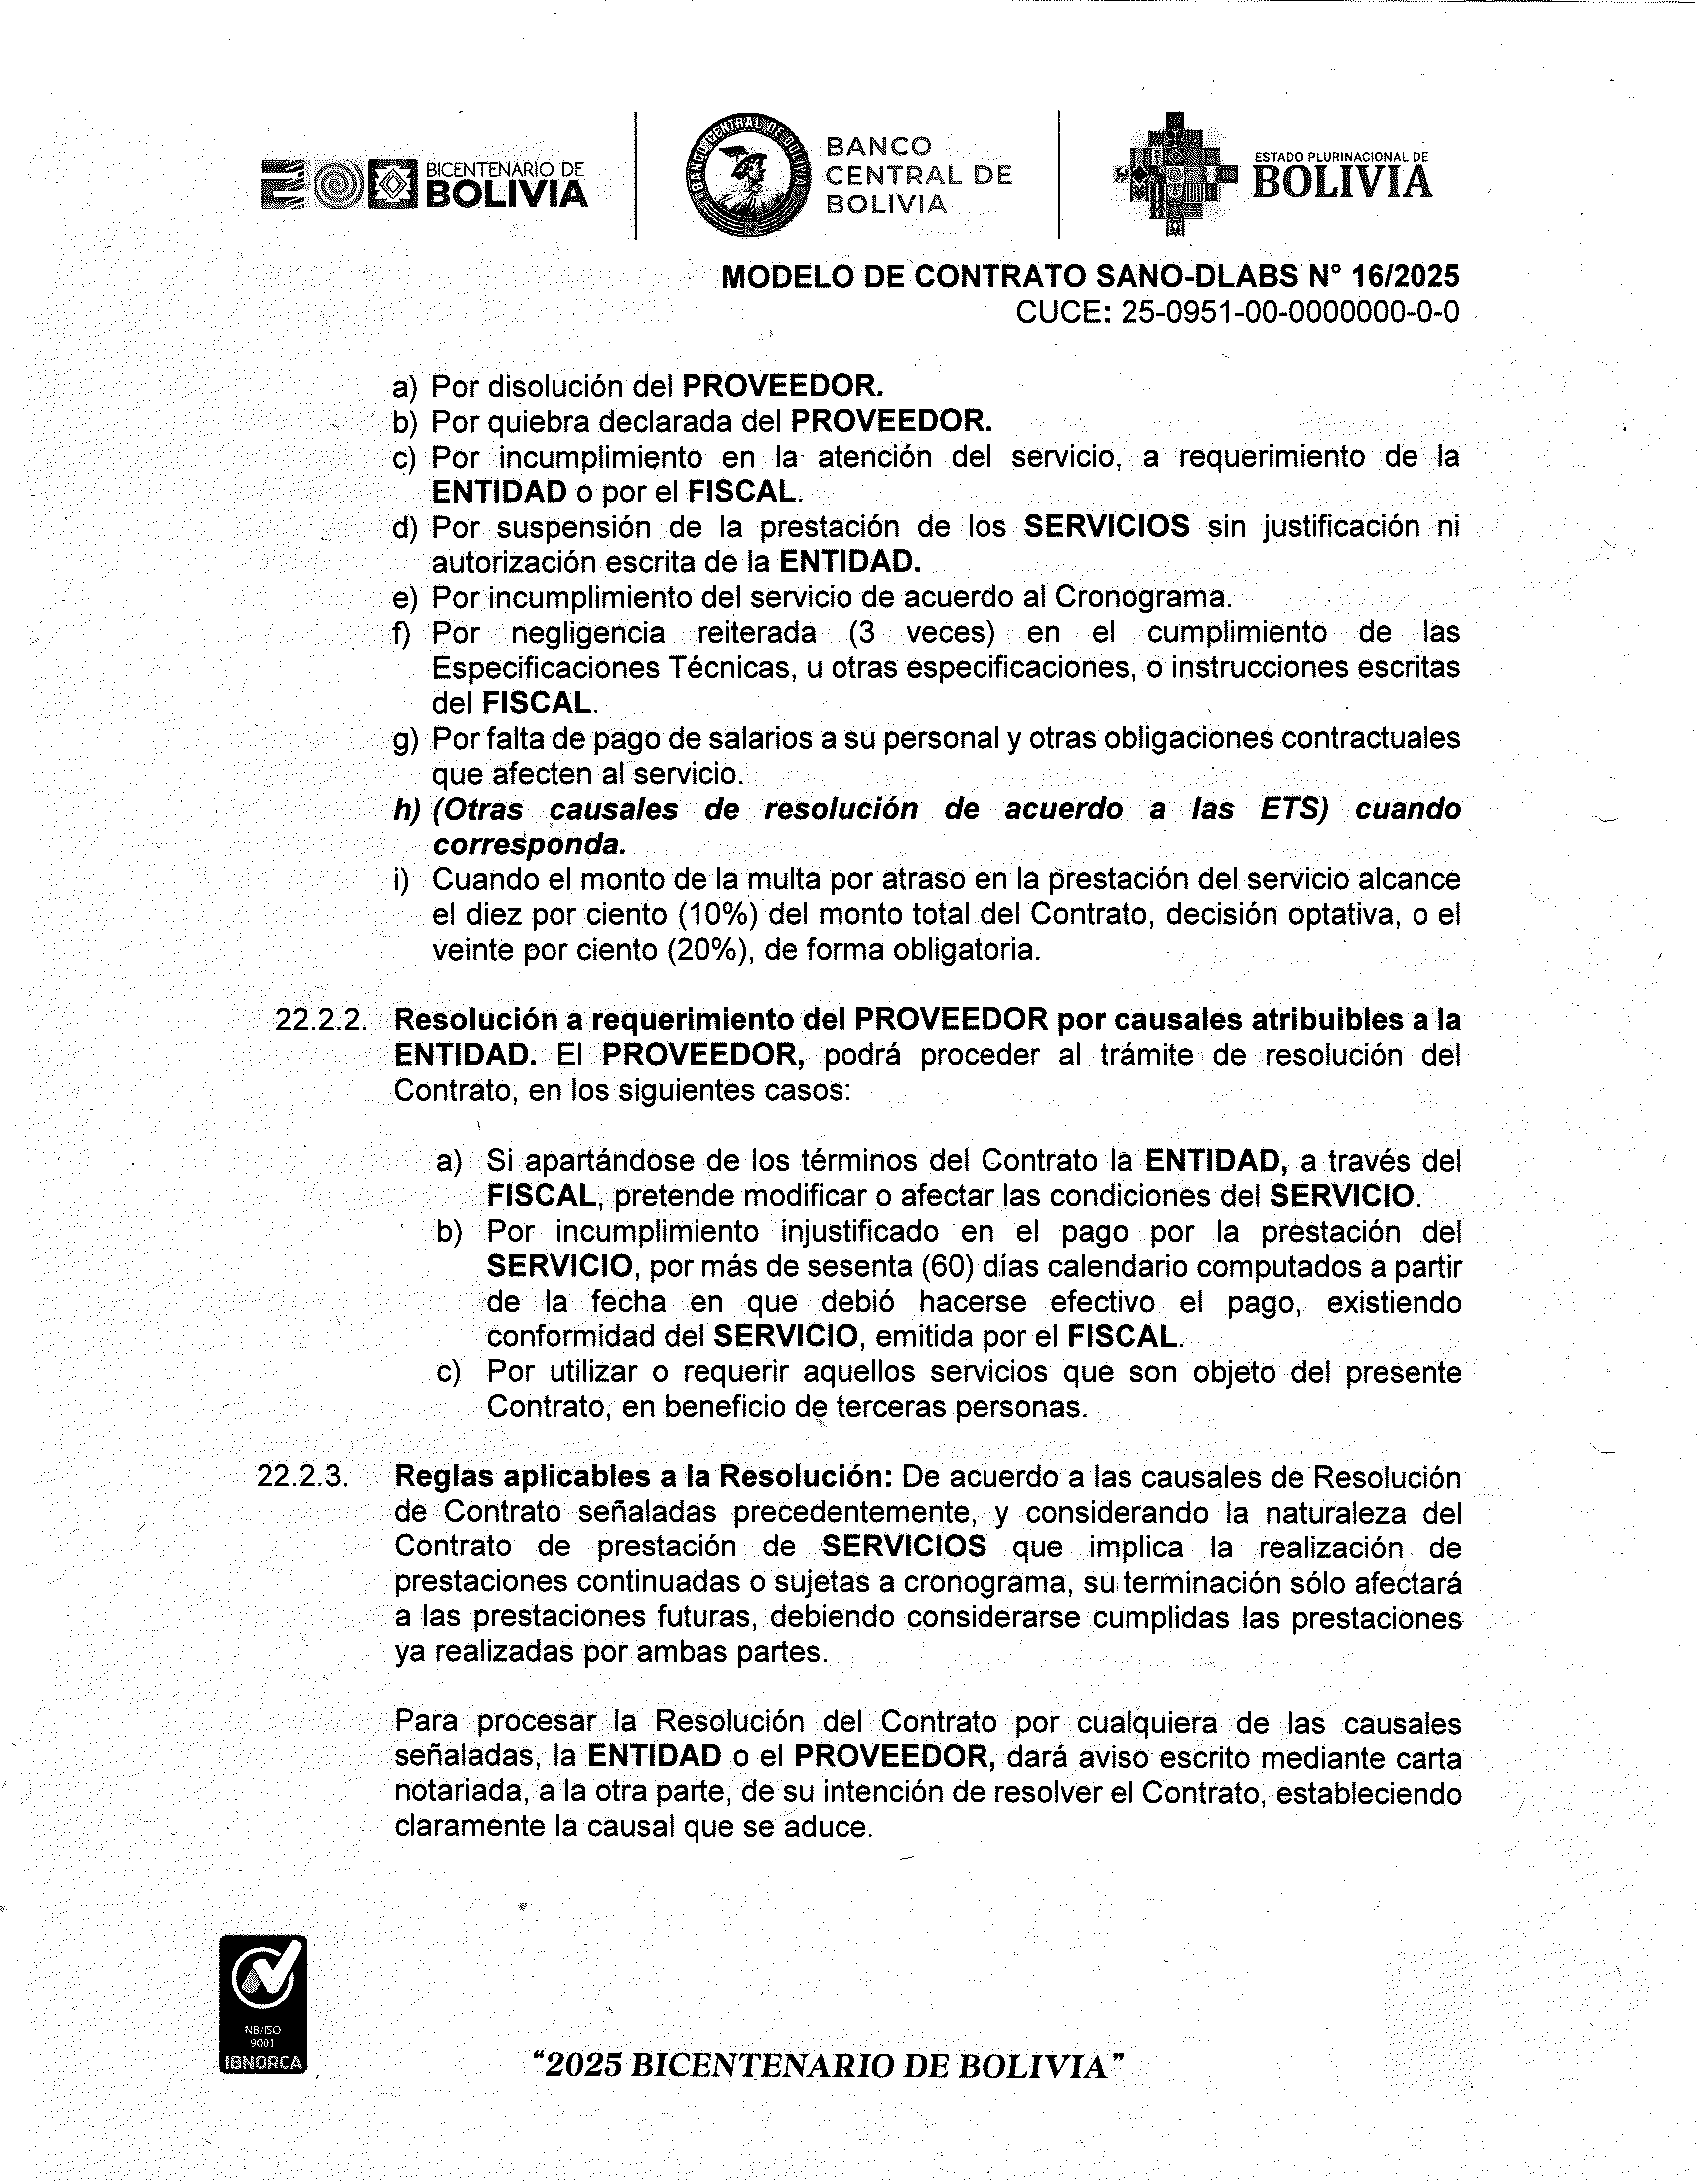 BICENTENARIO DE
BOLIVIA
BANCO
CENTRAL DE
BOLIVIA
ESTADO PLURINACIONAL DE
BOLIVIA
MODELO DE CONTRATO SANO-DLABS N° 16/2025
CUCE: 25-0951-00-0000000-0-0
a) Por disolución del PROVEEDOR.
b) Por quiebra declarada del PROVEEDOR.
c) Por incumplimiento en la atención del servicio, a requerimiento de la
ENTIDAD o por el FISCAL.
d) Por suspensión de la prestación de los SERVICIOS sin justificación ni
autorización escrita de la ENTIDAD.
e) Por incumplimiento del servicio de acuerdo al Cronograma.
f) Por negligencia reiterada (3 veces) en el cumplimiento de las
Especificaciones Técnicas, u otras especificaciones, o instrucciones escritas
del FISCAL.
g) Por falta de pago de salarios a su personal y otras obligaciones contractuales
que afecten al servicio.
h) (Otras causales de resolución de acuerdo a las ETS) cuando
corresponda.
i) Cuando el monto de la multa por atraso en la prestación del servicio alcance
el diez por ciento (10%) del monto total del Contrato, decisión optativa, o el
veinte por ciento (20%), de forma obligatoria.
22.2.2. Resolución a requerimiento del PROVEEDOR por causales atribuibles a la
ENTIDAD. El PROVEEDOR, podrá proceder al trámite de resolución del
Contrato, en los siguientes casos:
a) Si apartándose de los términos del Contrato la ENTIDAD, a través del
FISCAL, pretende modificar o afectar las condiciones del SERVICIO.
b) Por incumplimiento injustificado en el pago por la prestación del
SERVICIO, por más de sesenta (60) días calendario computados a partir
de la fecha en que debió hacerse efectivo el pago, existiendo
conformidad del SERVICIO, emitida por el FISCAL.
c) Por utilizar o requerir aquellos servicios que son objeto del presente
Contrato, en beneficio de terceras personas.
22.2.3. Reglas aplicables a la Resolución: De acuerdo a las causales de Resolución
de Contrato señaladas precedentemente, y considerando la naturaleza del
Contrato de prestación de SERVICIOS que implica la realización de
prestaciones continuadas o sujetas a cronograma, su terminación sólo afectará
a las prestaciones futuras, debiendo considerarse cumplidas las prestaciones
ya realizadas por ambas partes.
Para procesar la Resolución del Contrato por cualquiera de las causales
señaladas, la ENTIDAD o el PROVEEDOR, dará aviso escrito mediante carta
notariada, a la otra parte, de su intención de resolver el Contrato, estableciendo
claramente la causal que se aduce.
NB/ISO
9001
IBNORCA
“2025 BICENTENARIO DE BOLIVIA”